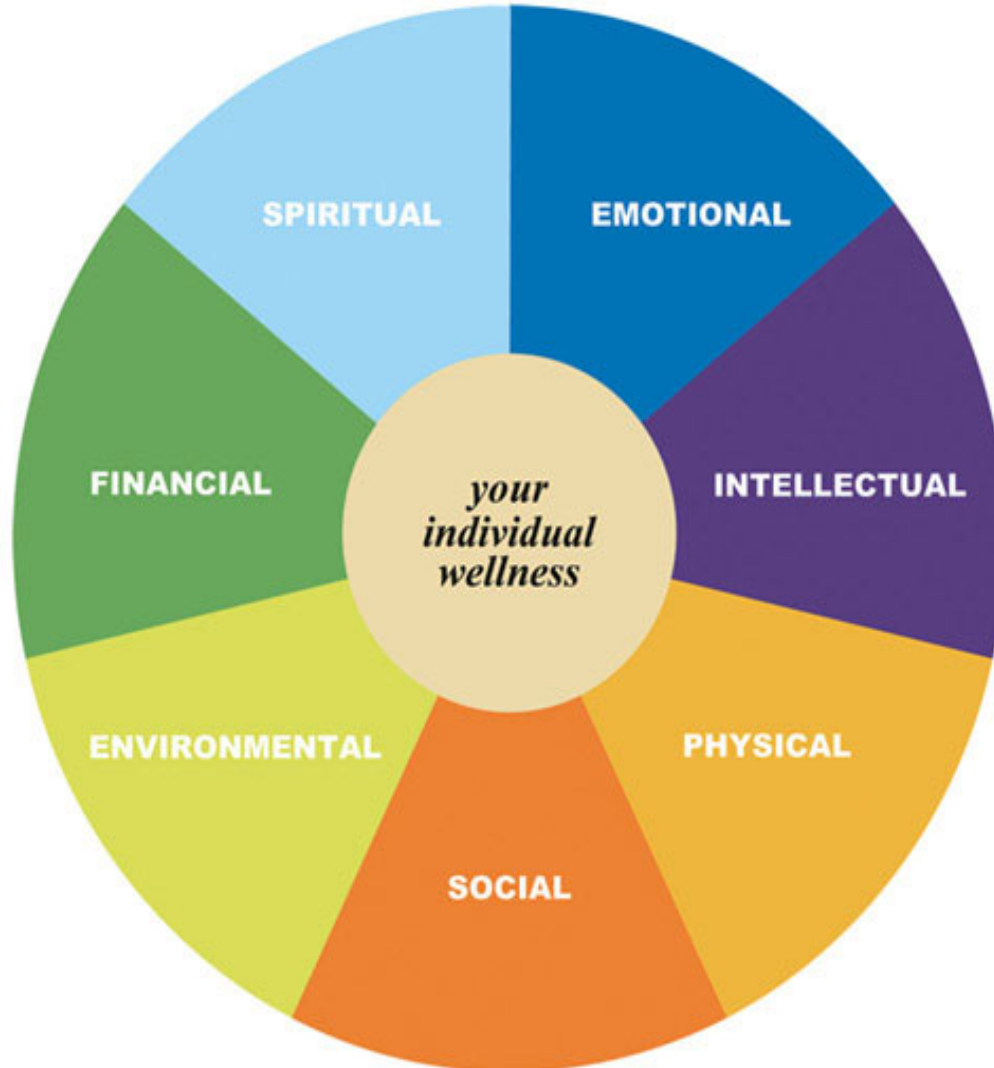 SPIRITUAL
EMOTIONAL
FINANCIAL
your
individual
wellness
INTELLECTUAL
ENVIRONMENTAL
PHYSICAL
SOCIAL